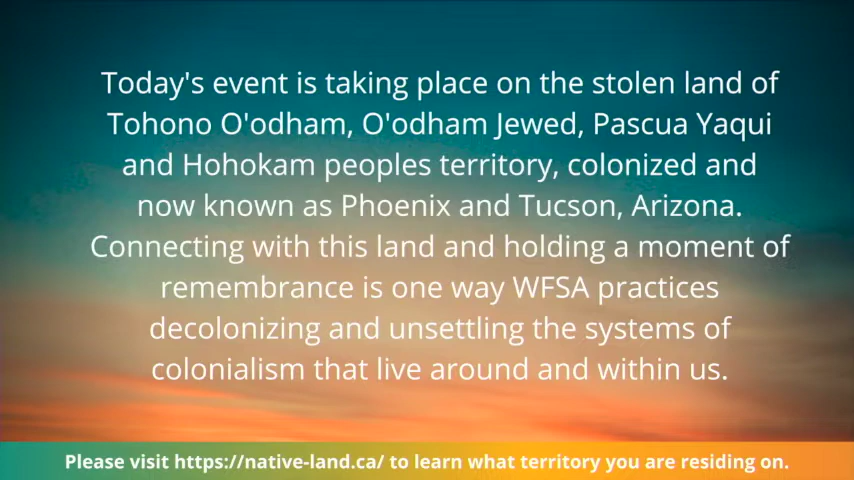 Today's event is taking place on the stolen land of
Tohono O'odham, O'odham Jewed, Pascua Yaqui
and Hohokam peoples territory, colonized and
now known as Phoenix and Tucson, Arizona.
Connecting with this land and holding a moment of
remembrance is one way WFSA practices
decolonizing and unsettling the systems of
colonialism that live around and within us.
Please visit https://native-land.ca/ to learn what territory you are residing on.